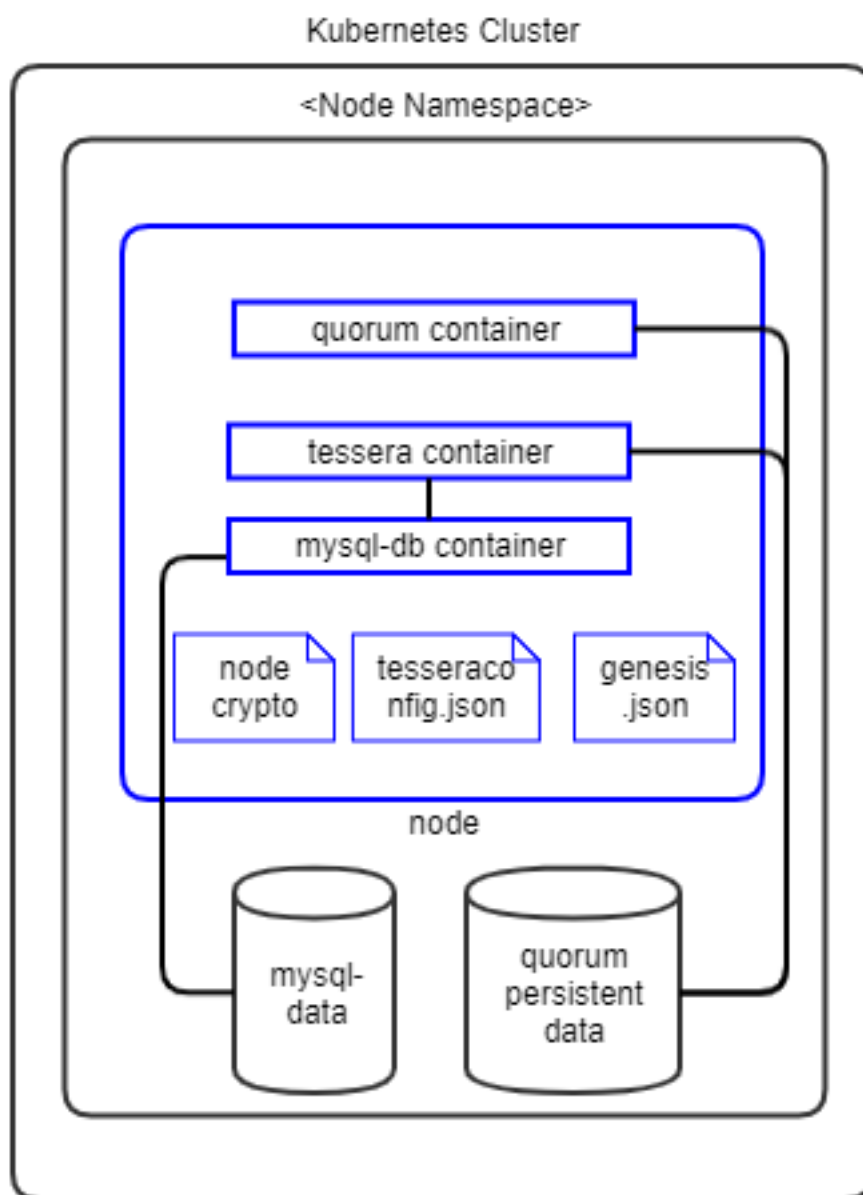 Kubernetes Cluster
<Node Namespace>
quorum container
tessera container
mysql-db container
node
crypto
tesseraco
nfig.json
genesis
.json
node
mysql-
data
quorum
persistent
data